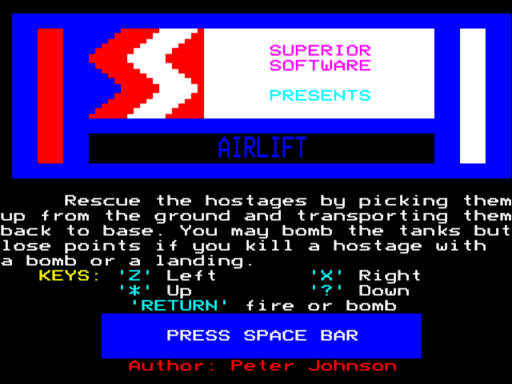 SUPERIOR
SOFTWARE
PRESENTS
AIRLIFT
Rescue the hostages by picking them
up from the ground and transporting them
back to base. You may bomb the tanks but
lose points if you kill a hostage with
a bomb or a landing.
KEYS: 'Z' Left 'X' Right
'*' Up '?' Down
'RETURN' fire or bomb
PRESS SPACE BAR
Author: Peter Johnson